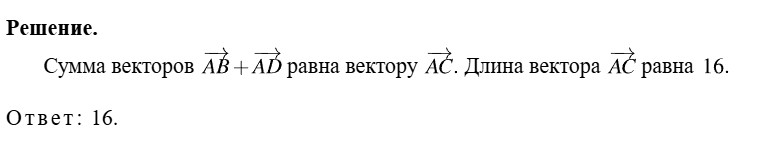 Решение.
Сумма векторов $\overrightarrow{AB}+\overrightarrow{AD}$ равна вектору $\overrightarrow{AC}$. Длина вектора $\overrightarrow{AC}$ равна 16.
Ответ: 16.